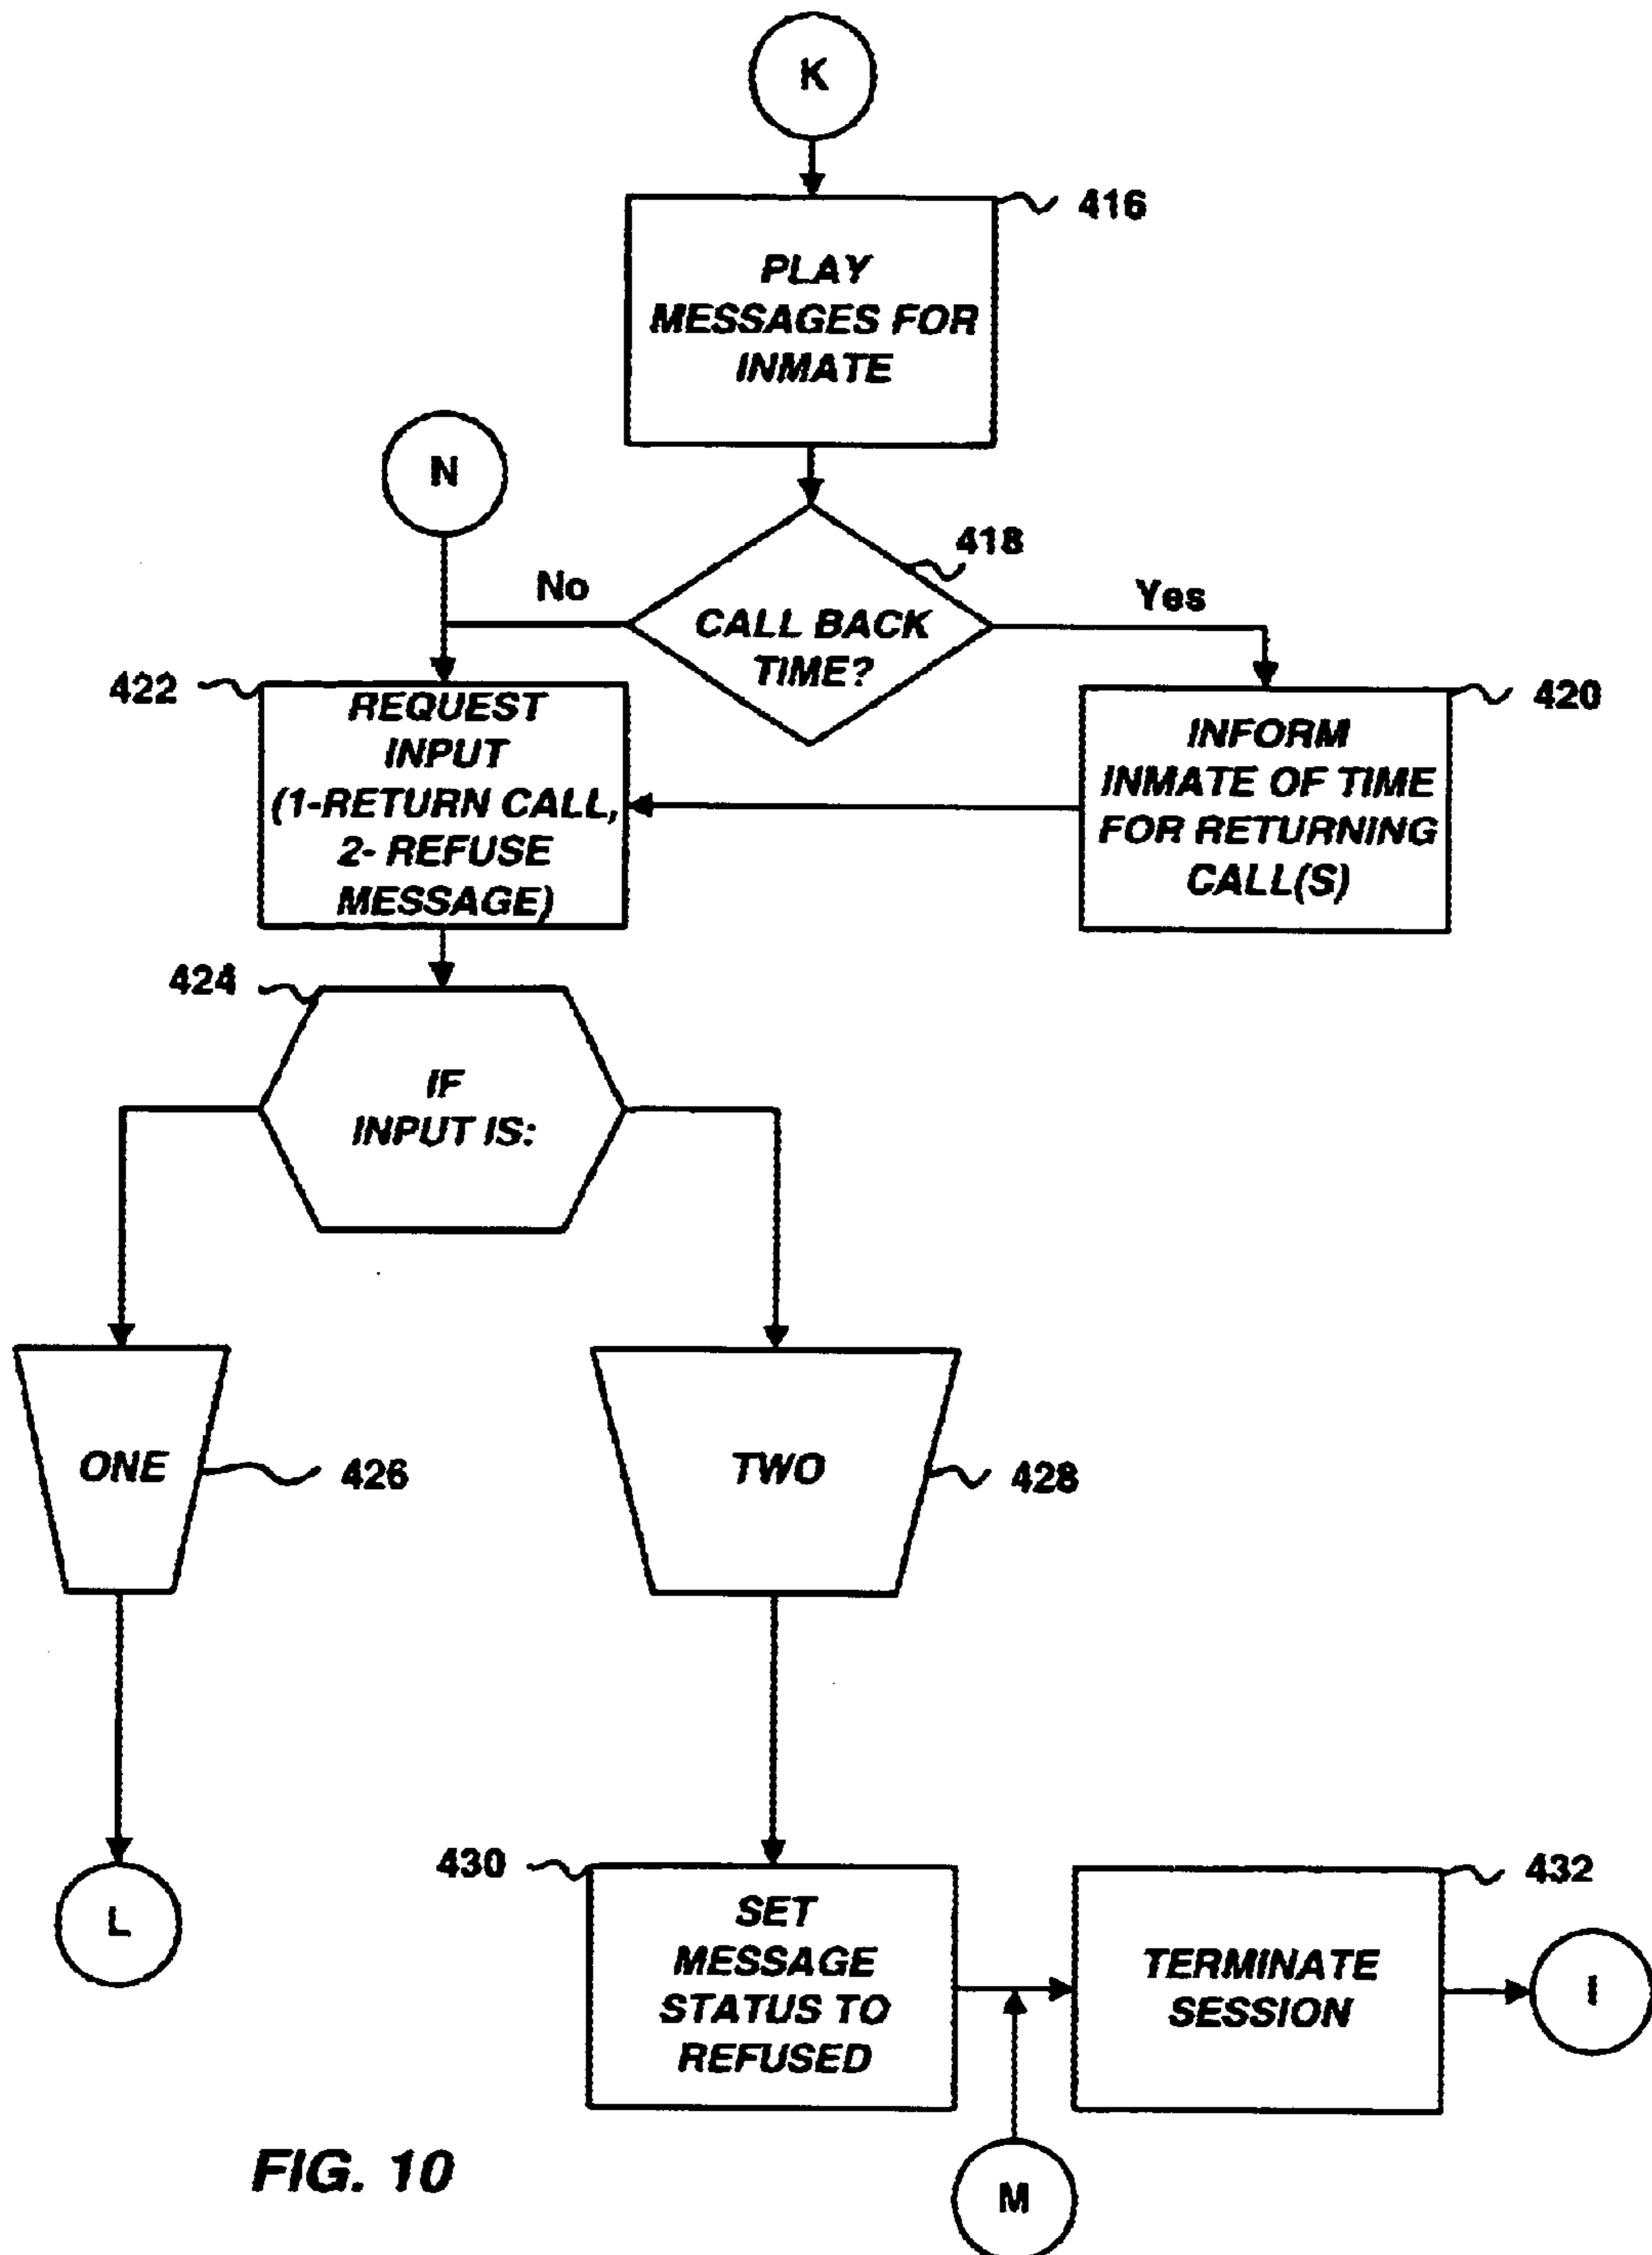 K
416
PLAY
MESSAGES FOR
INMATE
N
418
No
Yes
CALL BACK
TIME?
422
REQUEST
INPUT
(1-RETURN CALL,
2- REFUSE
MESSAGE)
420
INFORM
INMATE OF TIME
FOR RETURNING
CALL(S)
424
IF
INPUT IS:
ONE
426
TWO
428
L
430
SET
MESSAGE
STATUS TO
REFUSED
432
TERMINATE
SESSION
I
M
FIG. 10